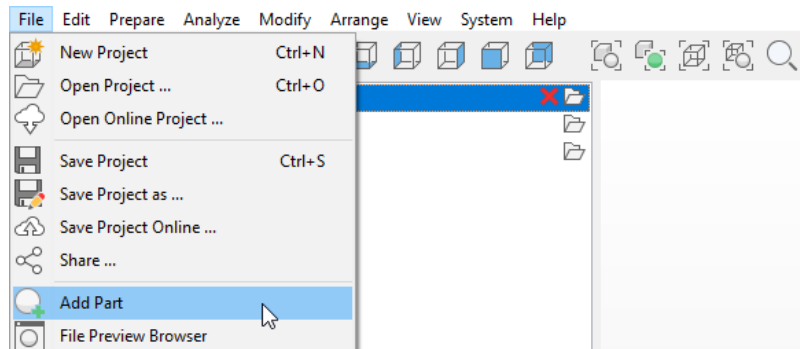 File Edit Prepare Analyze Modify Arrange View System Help
New Project Ctrl+N
Open Project ... Ctrl+O
Open Online Project ...
Save Project Ctrl+S
Save Project as ...
Save Project Online ...
Share ...
Add Part
File Preview Browser